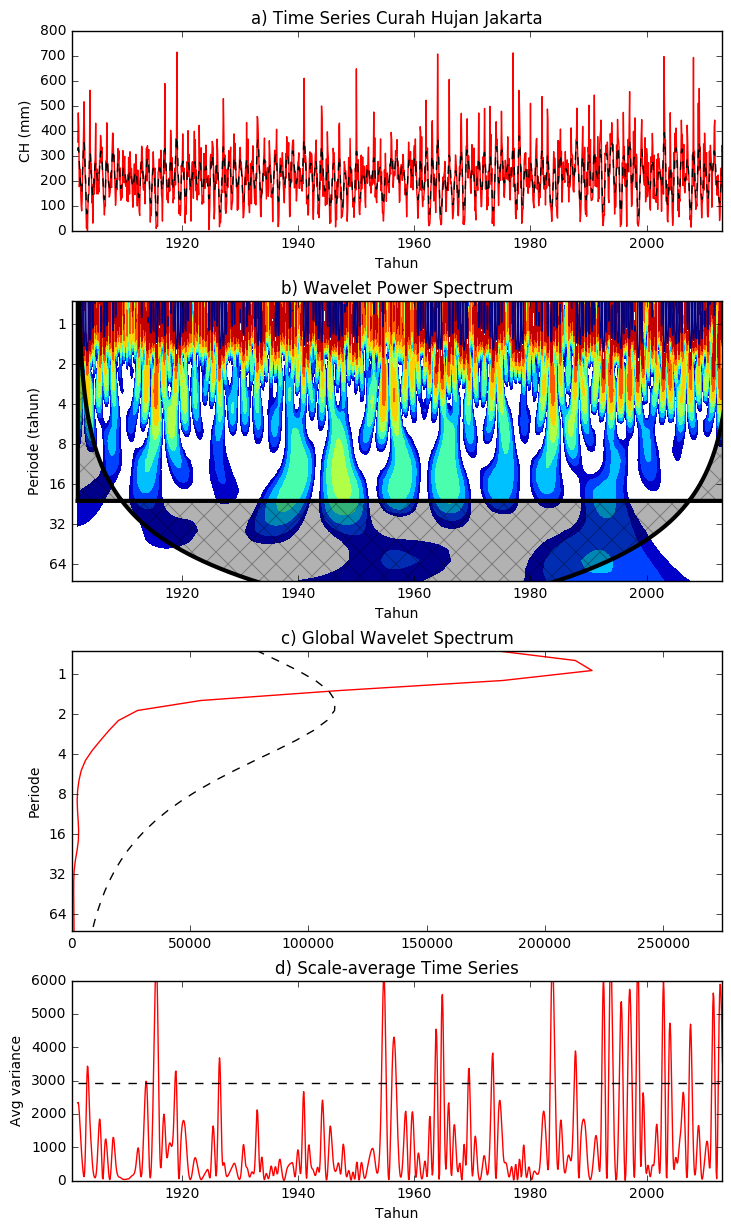 a) Time Series Curah Hujan Jakarta
800
700
600
500
400
300
200
100
0
CH (mm)
1920 1940 1960 1980 2000
Tahun
b) Wavelet Power Spectrum
1
2
4
8
16
32
64
Periode (tahun)
1920 1940 1960 1980 2000
Tahun
c) Global Wavelet Spectrum
1
2
4
8
16
32
64
Periode
0 50000 100000 150000 200000 250000
d) Scale-average Time Series
6000
5000
4000
3000
2000
1000
0
Avg variance
1920 1940 1960 1980 2000
Tahun